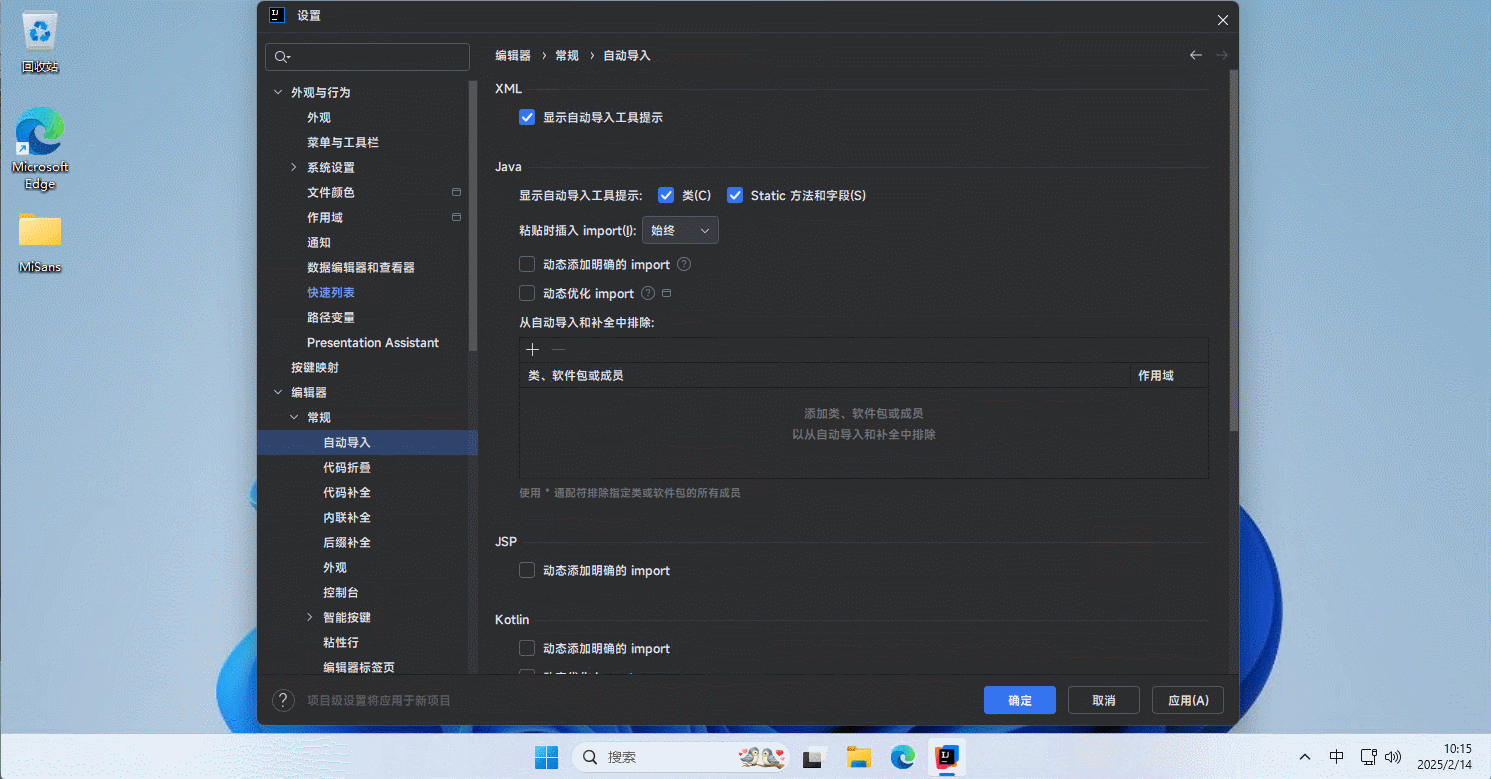 回收站
Microsoft
Edge
MiSans
设置
外观与行为
外观
菜单与工具栏
系统设置
文件颜色
作用域
通知
数据编辑器和查看器
快速列表
路径变量
Presentation Assistant
按键映射
编辑器
常规
自动导入
代码折叠
代码补全
内联补全
后缀补全
外观
控制台
智能按键
粘性行
编辑器标签页
编辑器 › 常规 › 自动导入
XML
显示自动导入工具提示
Java
显示自动导入工具提示: 类(C) Static 方法和字段(S)
粘贴时插入 import(I): 始终
动态添加明确的 import ?
动态优化 import ?
从自动导入和补全中排除:
类、软件包或成员 作用域
添加类、软件包或成员
以从自动导入和补全中排除
使用 * 通配符排除指定类或软件包的所有成员
JSP
动态添加明确的 import
Kotlin
动态添加明确的 import
? 项目级设置将应用于新项目
确定 取消 应用(A)
搜索
中
10:15
2025/2/14